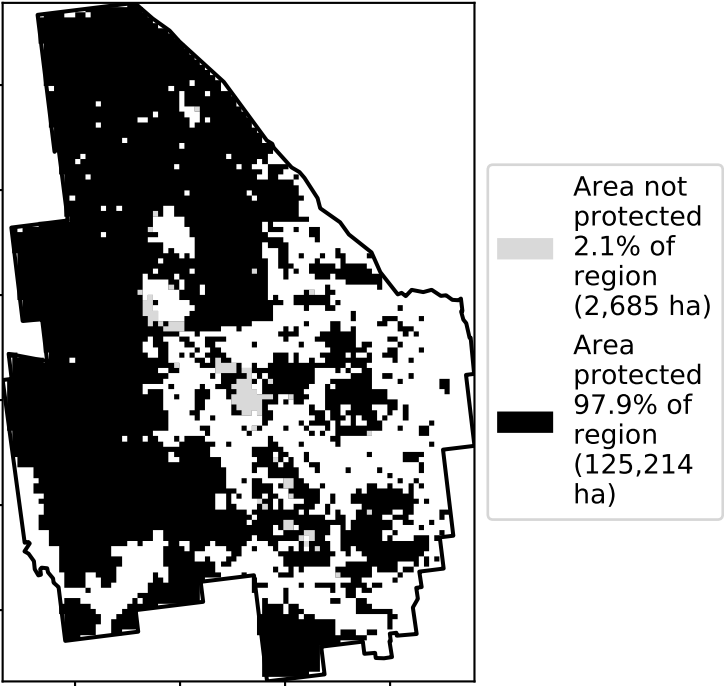 Area not
protected
2.1% of
region
(2,685 ha)
Area
protected
97.9% of
region
(125,214
ha)